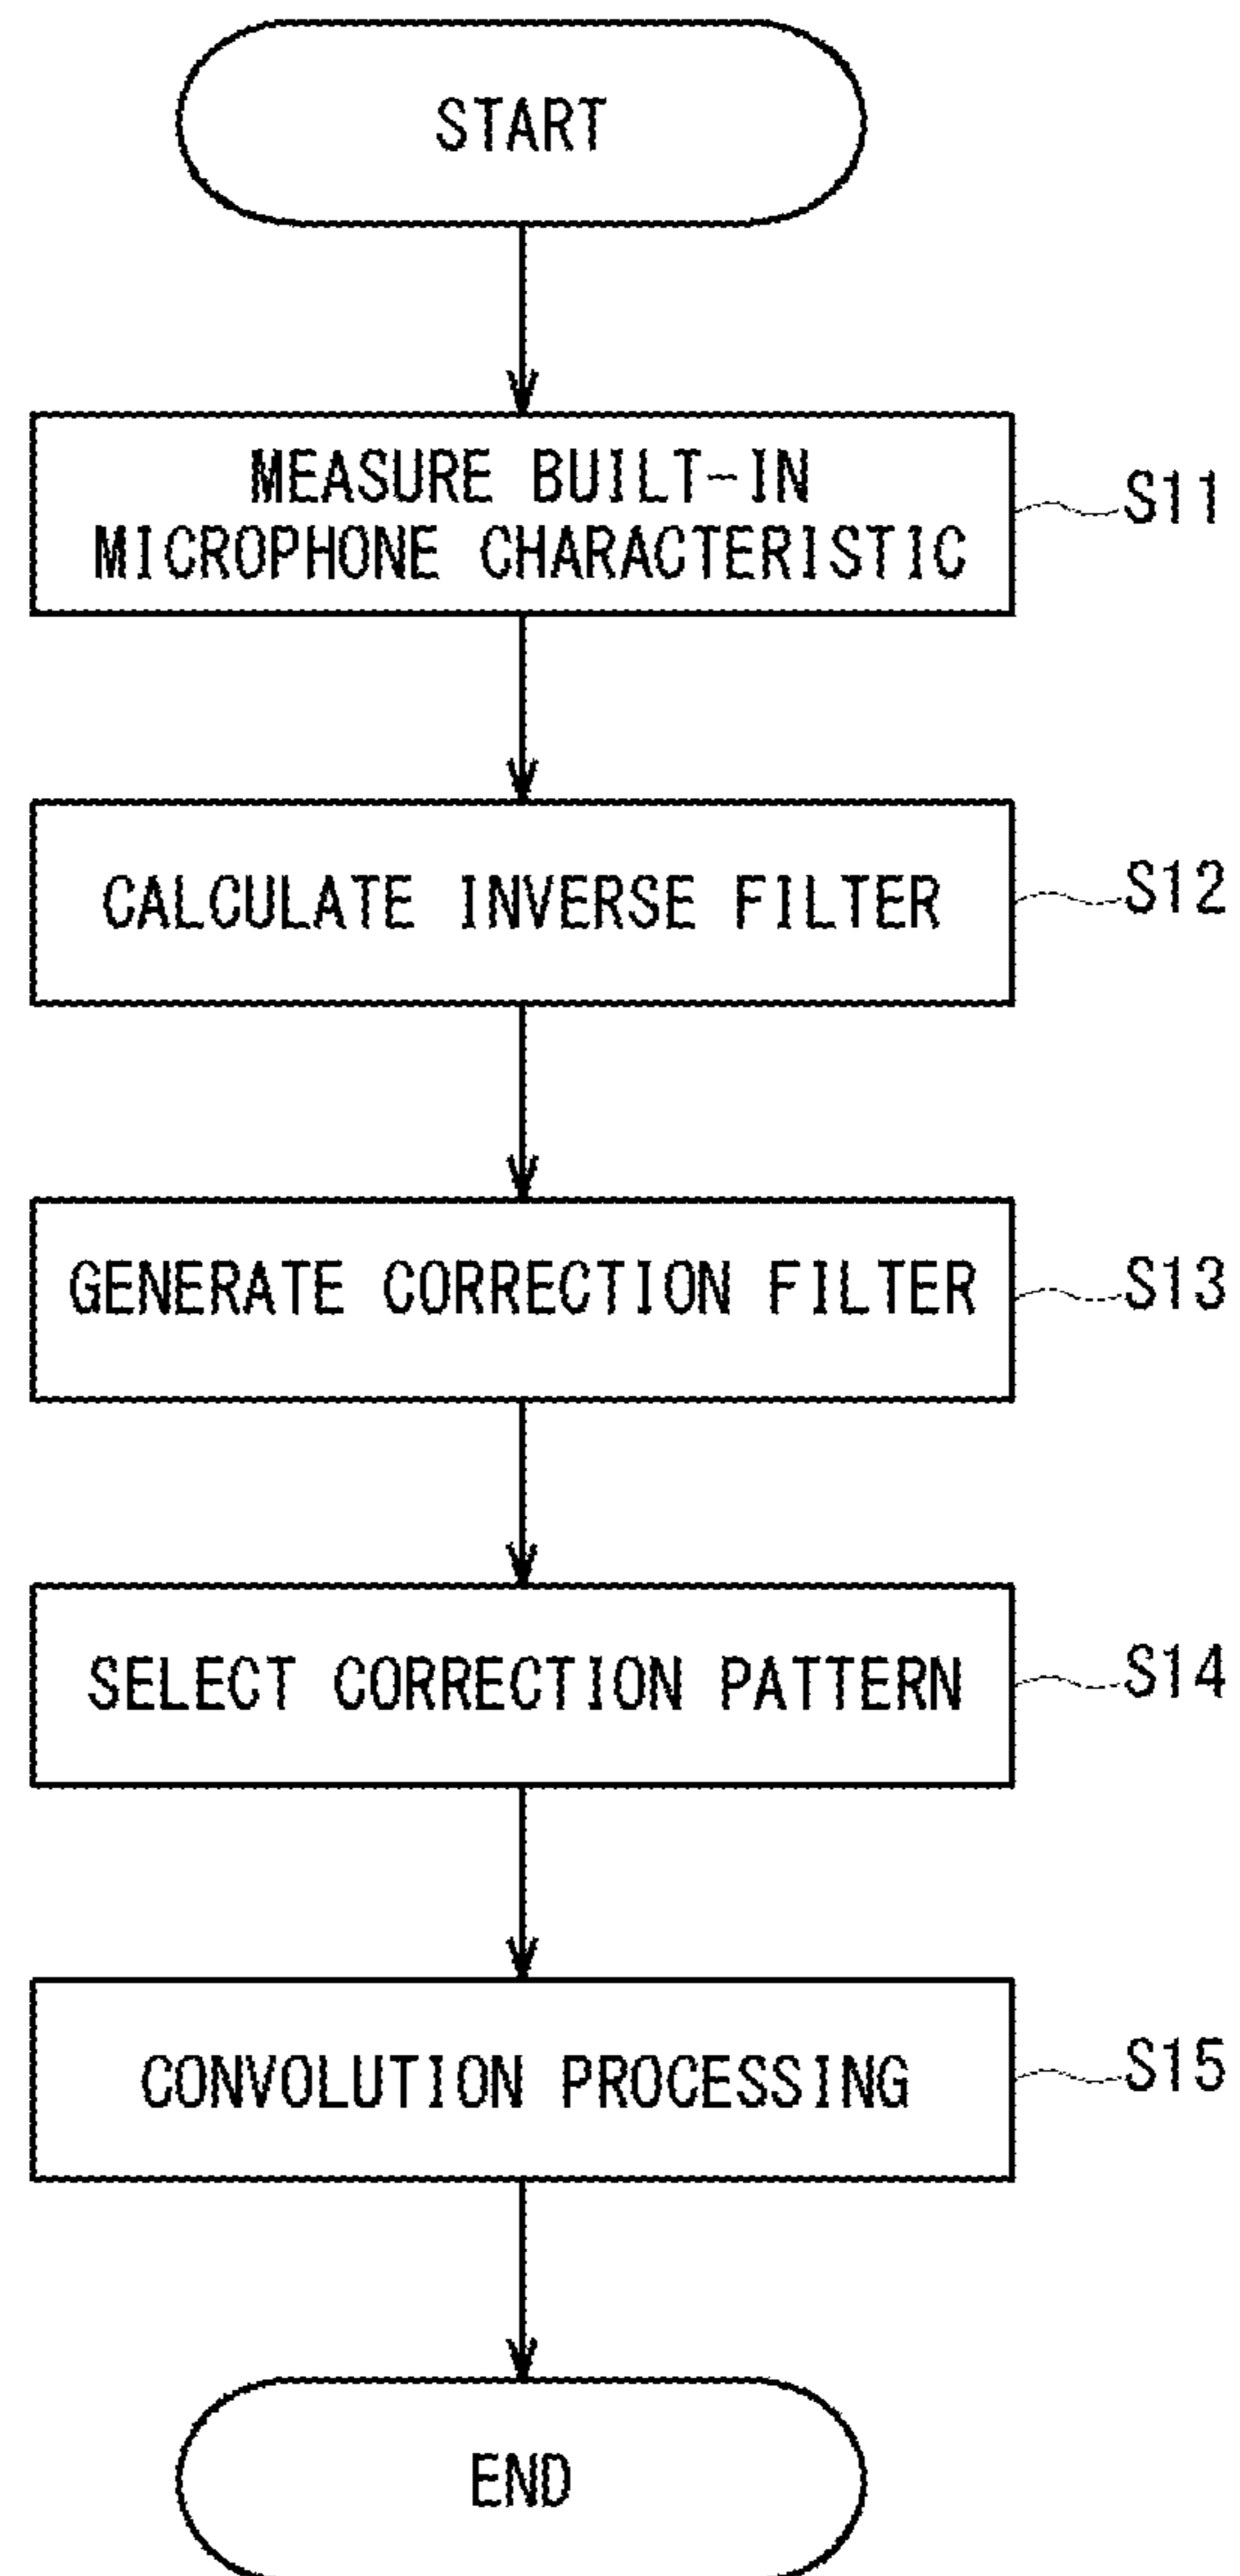 START
MEASURE BUILT-IN
MICROPHONE CHARACTERISTIC
S11
CALCULATE INVERSE FILTER
S12
GENERATE CORRECTION FILTER
S13
SELECT CORRECTION PATTERN
S14
CONVOLUTION PROCESSING
S15
END